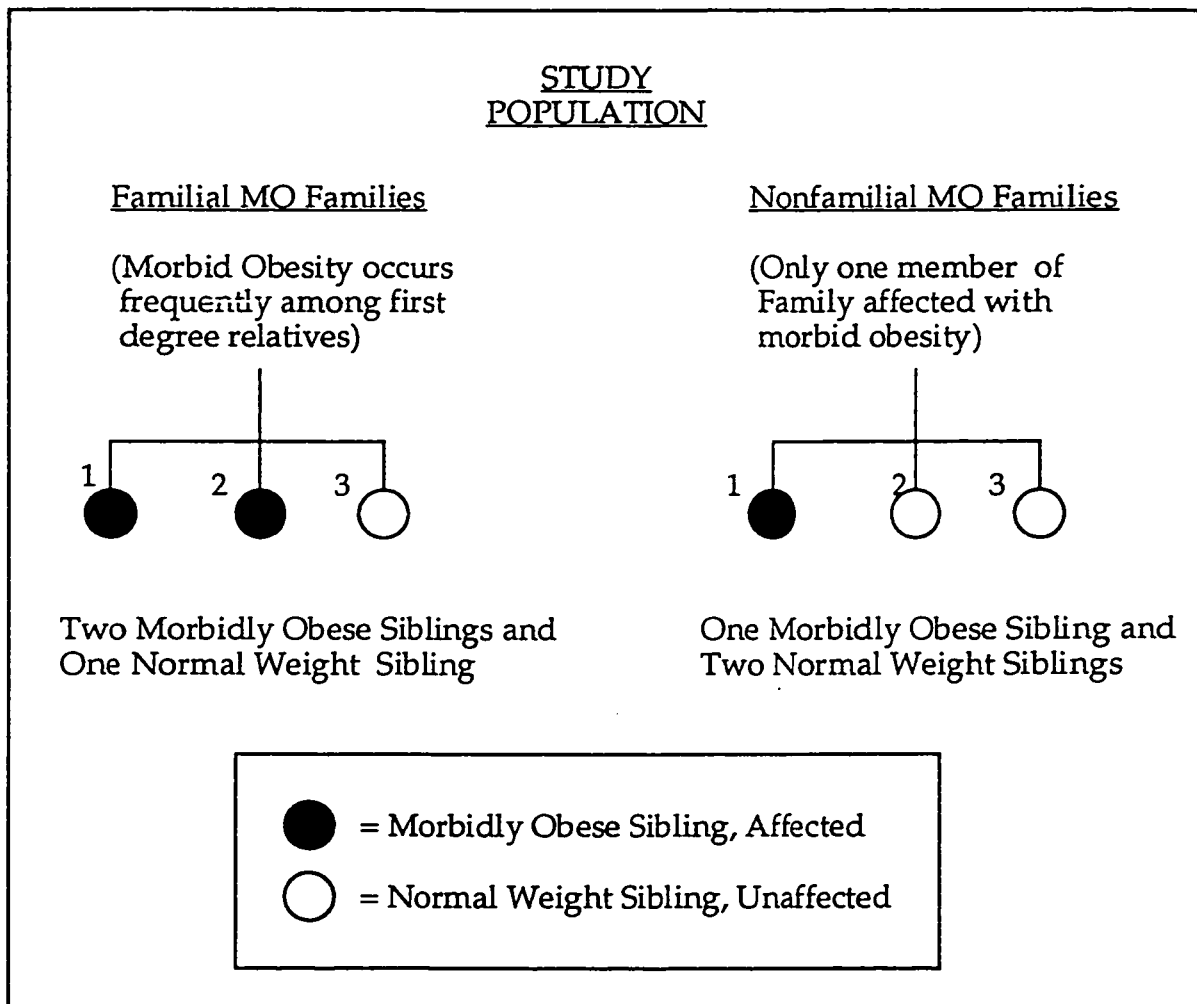 STUDY
POPULATION
Familial MO Families
(Morbid Obesity occurs
frequently among first
degree relatives)
1 2 3
Two Morbidly Obese Siblings and
One Normal Weight Sibling
Nonfamilial MO Families
(Only one member of
Family affected with
morbid obesity)
1 2 3
One Morbidly Obese Sibling and
Two Normal Weight Siblings
= Morbidly Obese Sibling, Affected
= Normal Weight Sibling, Unaffected